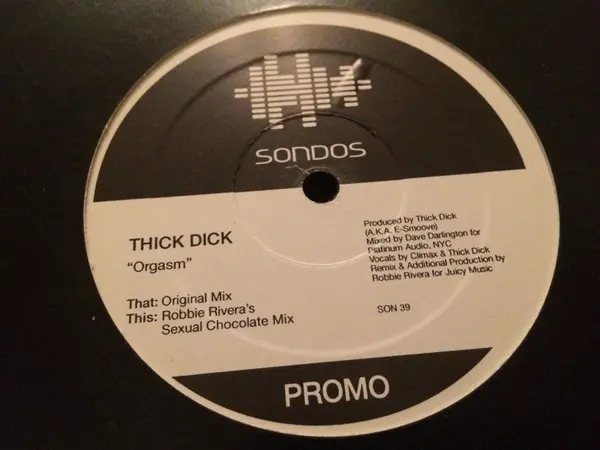 SONDOS
THICK DICK
"Orgasm"
That: Original Mix
This: Robbie Rivera's
Sexual Chocolate Mix
Produced by Thick Dick
(A.K.A. E-Smoove)
Mixed by Dave Darlington for
Platinum Audio, NYC
Vocals by Climax & Thick Dick
Remix & Additional Production by
Robbie Rivera for Juicy Music
SON 39
PROMO